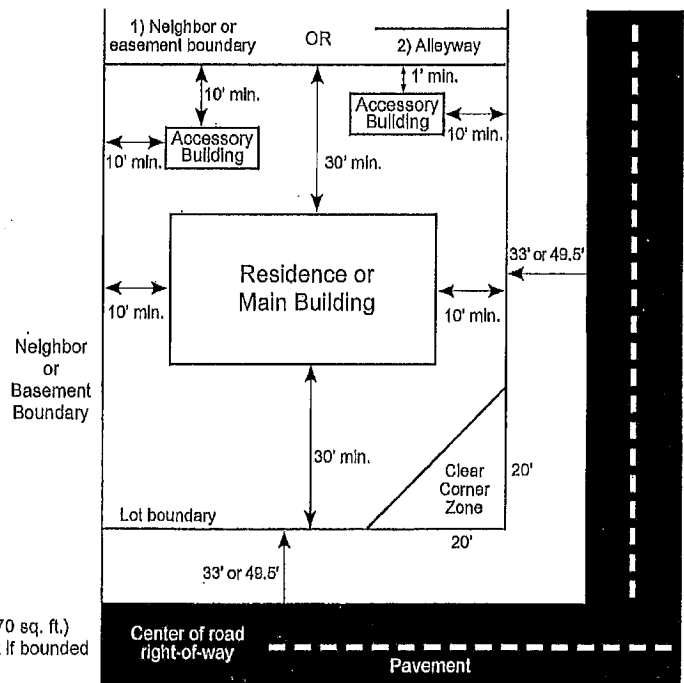 1) Neighbor or
easement boundary
OR
2) Alleyway
10' min.
1' min.
Accessory
Building
10' min.
Accessory
Building
10' min.
30' min.
33' or 49.5'
Residence or
Main Building
10' min.
10' min.
Neighbor
or
Basement
Boundary
30' min.
Clear
Corner
Zone
20'
Lot boundary
20'
33' or 49.5'
70 sq. ft.)
If bounded
Center of road
right-of-way
Pavement